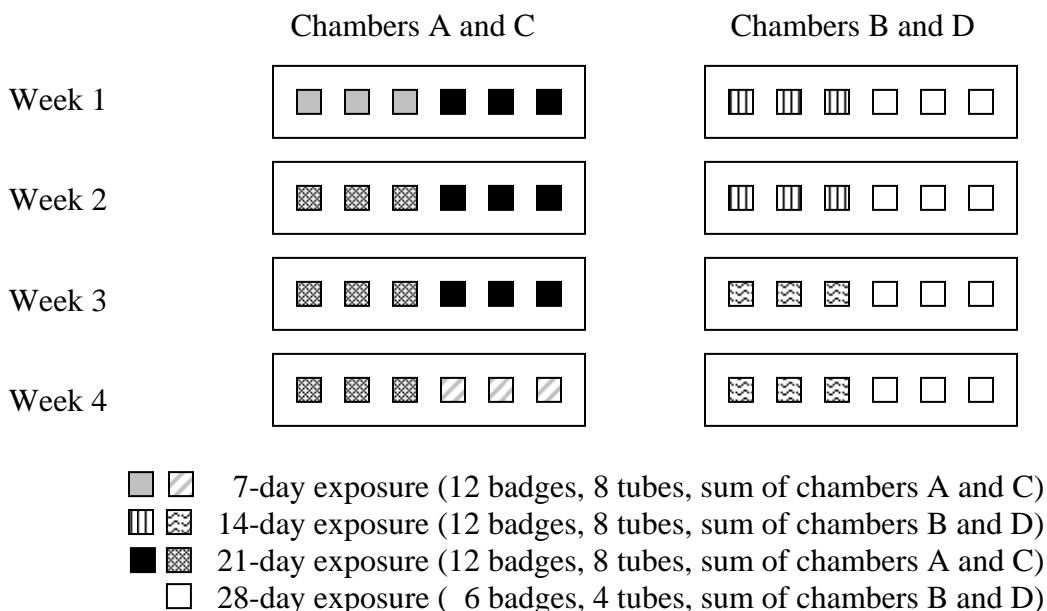 Chambers A and C Chambers B and D
Week 1
Week 2
Week 3
Week 4
7-day exposure (12 badges, 8 tubes, sum of chambers A and C)
14-day exposure (12 badges, 8 tubes, sum of chambers B and D)
21-day exposure (12 badges, 8 tubes, sum of chambers A and C)
28-day exposure ( 6 badges, 4 tubes, sum of chambers B and D)